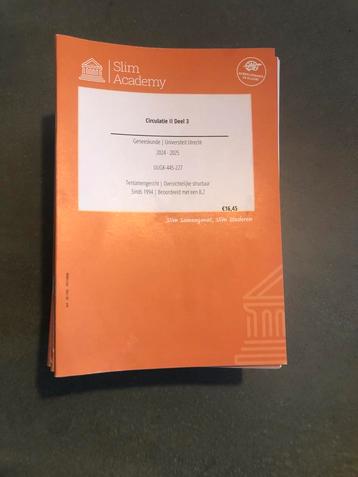 Slim
Academy
Circulatie II Deel 3
Geneeskunde | Universiteit Utrecht
2024 - 2025
UUGK-445-227
Tentamengericht | Overzichtelijke structuur
Sinds 1994 | Beoordeeld met een 8,2
€16,45
Slim Samengevat, Slim Studeren